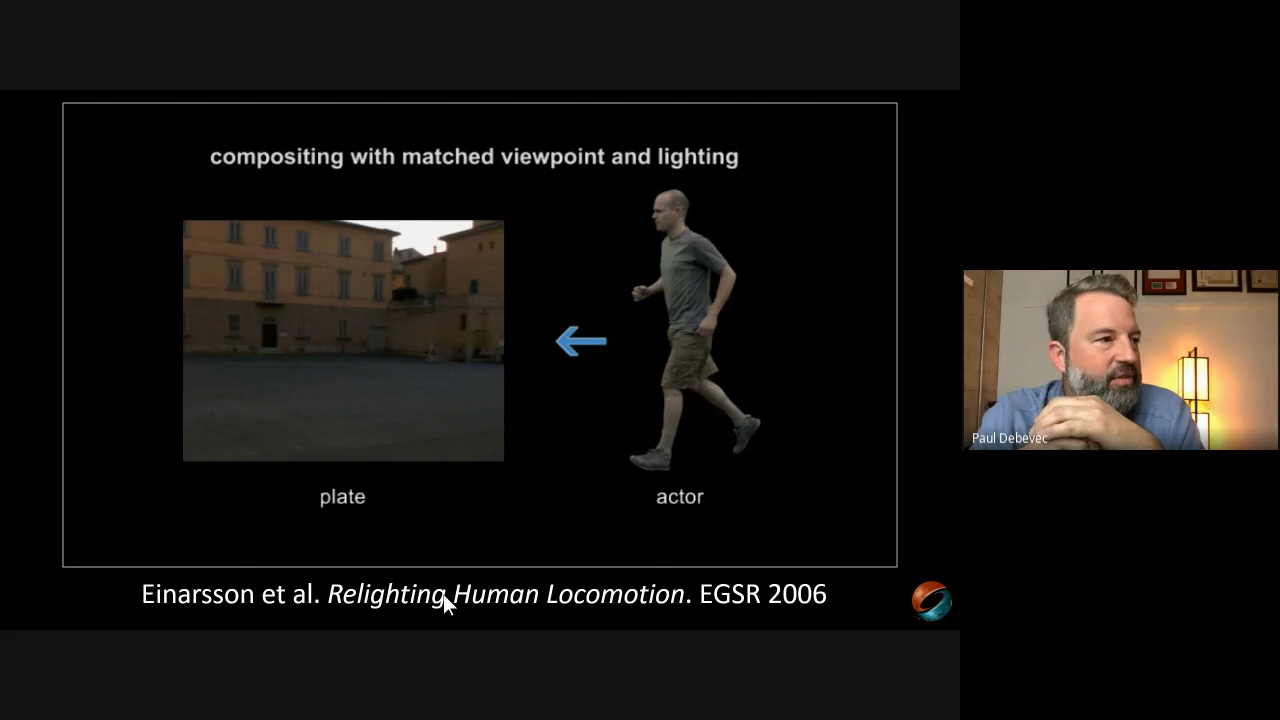 compositing with matched viewpoint and lighting
plate
actor
Einarsson et al. Relighting Human Locomotion. EGSR 2006
Paul Debevec